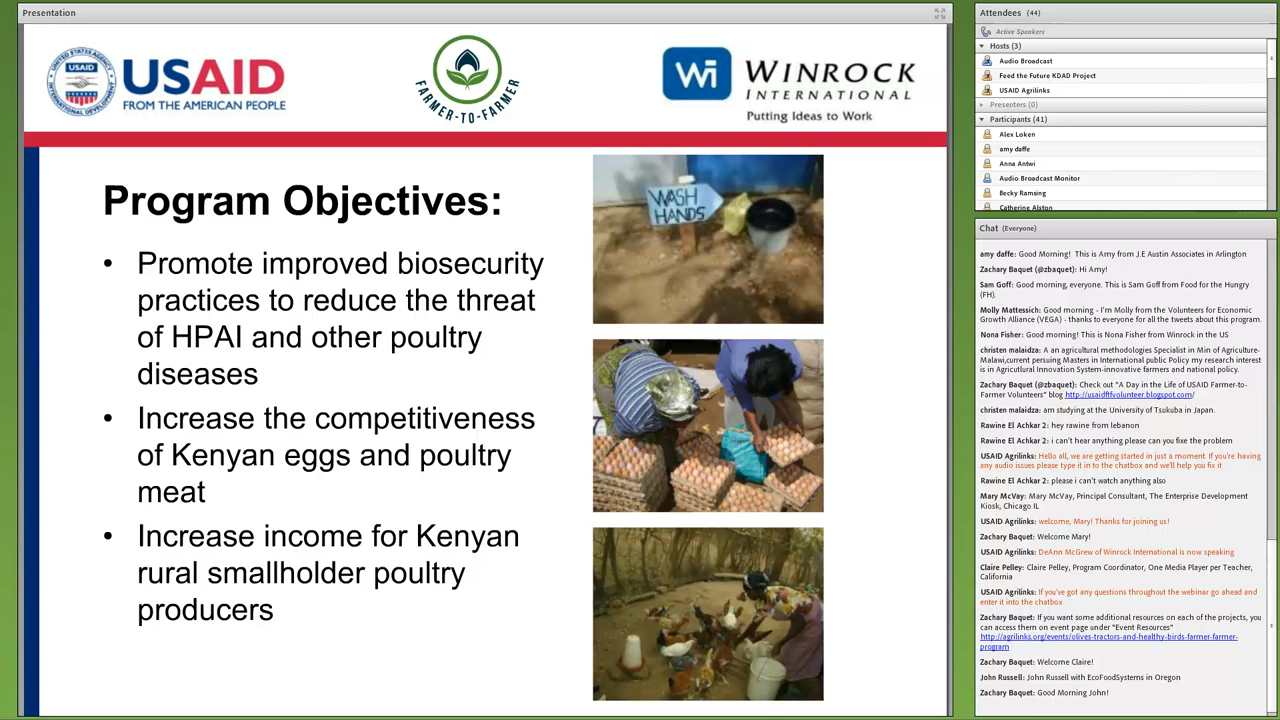 Presentation
USAID
FROM THE AMERICAN PEOPLE
FARMER-TO-FARMER
Wi
WINROCK
INTERNATIONAL
Putting Ideas to Work
Program Objectives:
• Promote improved biosecurity
practices to reduce the threat
of HPAI and other poultry
diseases
• Increase the competitiveness
of Kenyan eggs and poultry
meat
• Increase income for Kenyan
rural smallholder poultry
producers
WASH
HANDS
Attendees (44)
Active Speakers
Hosts (3)
Audio Broadcast
Feed the Future KDAD Project
USAID Agrilinks
Presenters (0)
Participants (41)
Alex Loken
amy daffe
Anna Antwi
Audio Broadcast Monitor
Becky Ramsing
Catherine Alston
Chat (Everyone)
amy daffe: Good Morning! This is Amy from J.E Austin Associates in Arlington
Zachary Baquet (@zbaquet): Hi Amy!
Sam Goff: Good morning, everyone. This is Sam Goff from Food for the Hungry
(FH).
Molly Mattessich: Good morning - I'm Molly from the Volunteers for Economic
Growth Alliance (VEGA) - thanks to everyone for all the tweets about this program.
Nona Fisher: Good morning! This is Nona Fisher from Winrock in the US
christen malaidza: A an agricultural methodologies Specialist in Min of Agriculture-
Malawi,current persuing Masters in International public Policy my research interest
is in Agricutlural Innovation System-innovative farmers and national policy.
Zachary Baquet (@zbaquet): Check out "A Day in the Life of USAID Farmer-to-
Farmer Volunteers" blog http://usaidftfvolunteer.blogspot.com/
christen malaidza: am studying at the University of Tsukuba in Japan.
Rawine El Achkar 2: hey rawine from lebanon
Rawine El Achkar 2: i can't hear anything please can you fixe the problem
USAID Agrilinks: Hello all, we are getting started in just a moment. If you're having
any audio issues please type it in to the chatbox and we'll help you fix it
Rawine El Achkar 2: please i can't watch anything also
Mary McVay: Mary McVay, Principal Consultant, The Enterprise Development
Kiosk, Chicago IL
USAID Agrilinks: welcome, Mary! Thanks for joining us!
Zachary Baquet: Welcome Mary!
USAID Agrilinks: DeAnn McGrew of Winrock International is now speaking
Claire Pelley: Claire Pelley, Program Coordinator, One Media Player per Teacher,
California
USAID Agrilinks: If you've got any questions throughout the webinar go ahead and
enter it into the chatbox
Zachary Baquet: If you want some additional resources on each of the projects, you
can access them on event page under "Event Resources"
http://agrilinks.org/events/olives-tractors-and-healthy-birds-farmer-farmer-
program
Zachary Baquet: Welcome Claire!
John Russell: John Russell with EcoFoodSystems in Oregon
Zachary Baquet: Good Morning John!